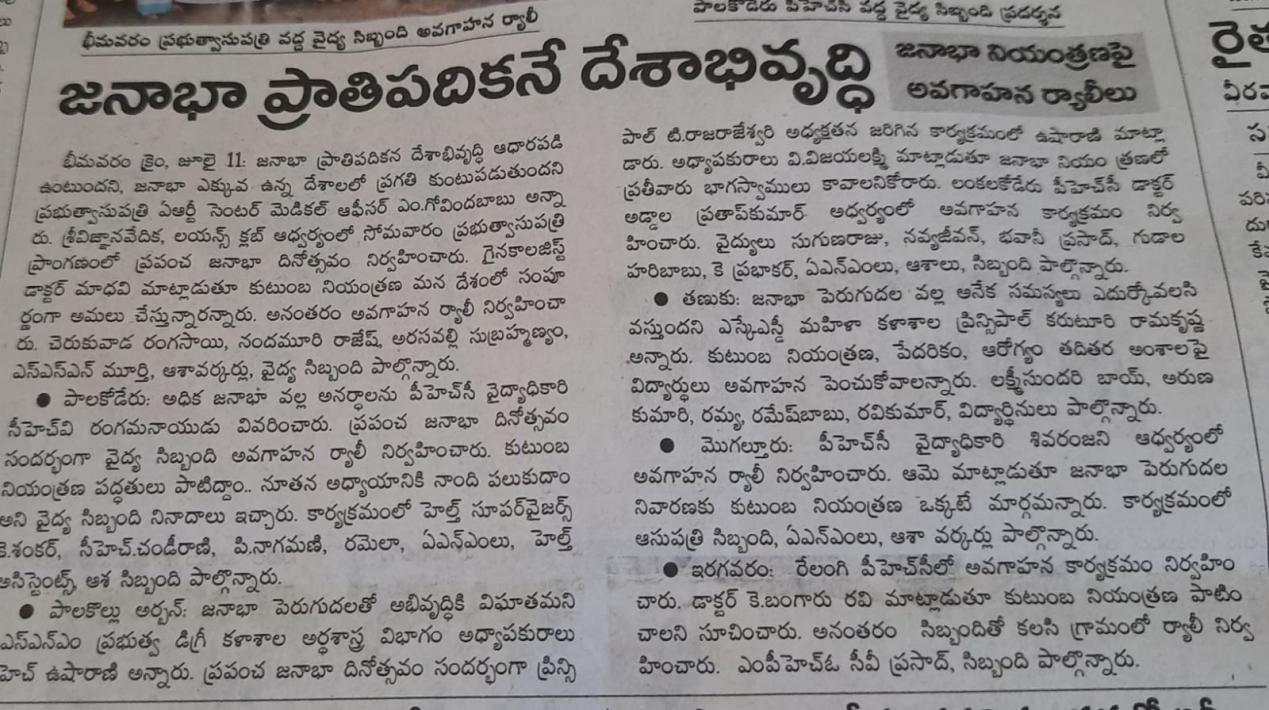 భీమవరం ప్రభుత్వాసుపత్రి వద్ద వైద్య సిబ్బంది అవగాహన ర్యాలీ
పాలకోడేరు పీహెచ్‌సీ వద్ద వైద్య సిబ్బంది ప్రదర్శన
జనాభా ప్రాతిపదికనే దేశాభివృద్ధి
జనాభా నియంత్రణపై
అవగాహన ర్యాలీలు
భీమవరం క్రైం, జూలై 11: జనాభా ప్రాతిపదికన దేశాభివృద్ధి ఆధారపడి
ఉంటుందని, జనాభా ఎక్కువ ఉన్న దేశాలలో ప్రగతి కుంటుపడుతుందని
ప్రభుత్వాసుపత్రి ఏఆర్టీ సెంటర్ మెడికల్ ఆఫీసర్ ఎం.గోవిందబాబు అన్నా
రు. శ్రీవిజ్ఞానవేదిక, లయన్స్ క్లబ్ ఆధ్వర్యంలో సోమవారం ప్రభుత్వాసుపత్రి
ప్రాంగణంలో ప్రపంచ జనాభా దినోత్సవం నిర్వహించారు. గైనకాలజిస్ట్
డాక్టర్ మాధవి మాట్లాడుతూ కుటుంబ నియంత్రణ మన దేశంలో సంపూ
ర్ణంగా అమలు చేస్తున్నారన్నారు. అనంతరం అవగాహన ర్యాలీ నిర్వహించా
రు. చెరుకువాడ రంగసాయి, నందమూరి రాజేష్, అరసవల్లి సుబ్రహ్మణ్యం,
ఎస్ఎస్ఎన్ మూర్తి, ఆశావర్కర్లు, వైద్య సిబ్బంది పాల్గొన్నారు.
● పాలకోడేరు: అధిక జనాభా వల్ల అనర్థాలను పీహెచ్‌సీ వైద్యాధికారి
సీహెచ్‌వి రంగమనాయుడు వివరించారు. ప్రపంచ జనాభా దినోత్సవం
సందర్భంగా వైద్య సిబ్బంది అవగాహన ర్యాలీ నిర్వహించారు. కుటుంబ
నియంత్రణ పద్ధతులు పాటిద్దాం.. నూతన అధ్యాయానికి నాంది పలుకుదాం
అని వైద్య సిబ్బంది నినాదాలు ఇచ్చారు. కార్యక్రమంలో హెల్త్ సూపర్‌వైజర్స్
కె.శంకర్, సీహెచ్.చండీరాణి, పి.నాగమణి, రమెలా, ఏఎన్ఎంలు, హెల్త్
అసిస్టెంట్స్, ఆశ సిబ్బంది పాల్గొన్నారు.
● పాలకొల్లు అర్బన్: జనాభా పెరుగుదలతో అభివృద్ధికి విఘాతమని
ఎస్ఎన్ఎం ప్రభుత్వ డిగ్రీ కళాశాల అర్థశాస్త్ర విభాగం అధ్యాపకురాలు
హెచ్ ఉషారాణి అన్నారు. ప్రపంచ జనాభా దినోత్సవం సందర్భంగా ప్రిన్సి
పాల్ టి.రాజరాజేశ్వరి అధ్యక్షతన జరిగిన కార్యక్రమంలో ఉషారాణి మాట్లా
డారు. అధ్యాపకురాలు వి.విజయలక్ష్మి మాట్లాడుతూ జనాభా నియం త్రణలో
ప్రతీవారు భాగస్వాములు కావాలనికోరారు. లంకలకోడేరు పీహెచ్‌సీ డాక్టర్
అడ్డాల ప్రతాప్‌కుమార్ అధ్వర్యంలో అవగాహన కార్యక్రమం నిర్వ
హించారు. వైద్యులు సుగుణరాజు, నవ్యజీవన్, భవానీ ప్రసాద్, గుడాల
హరిబాబు, కె ప్రభాకర్, ఏఎన్ఎంలు, ఆశాలు, సిబ్బంది పాల్గొన్నారు.
● తణుకు: జనాభా పెరుగుదల వల్ల అనేక సమస్యలు ఎదుర్కోవలసి
వస్తుందని ఎస్కేఎస్డీ మహిళా కళాశాల ప్రిన్సిపాల్ కరుటూరి రామకృష్ణ
అన్నారు. కుటుంబ నియంత్రణ, పేదరికం, ఆరోగ్యం తదితర అంశాలపై
విద్యార్థులు అవగాహన పెంచుకోవాలన్నారు. లక్ష్మీసుందరి బాయ్, అరుణ
కుమారి, రమ్య, రమేష్‌బాబు, రవికుమార్, విద్యార్థినులు పాల్గొన్నారు.
● మొగల్తూరు: పీహెచ్‌సీ వైద్యాధికారి శివరంజని ఆధ్వర్యంలో
అవగాహన ర్యాలీ నిర్వహించారు. ఆమె మాట్లాడుతూ జనాభా పెరుగుదల
నివారణకు కుటుంబ నియంత్రణ ఒక్కటే మార్గమన్నారు. కార్యక్రమంలో
ఆసుపత్రి సిబ్బంది, ఏఎన్ఎంలు, ఆశా వర్కర్లు పాల్గొన్నారు.
● ఇరగవరం: రేలంగి పీహెచ్‌సీలో అవగాహన కార్యక్రమం నిర్వహిం
చారు. డాక్టర్ కె.బంగారు రవి మాట్లాడుతూ కుటుంబ నియంత్రణ పాటిం
చాలని సూచించారు. అనంతరం సిబ్బందితో కలసి గ్రామంలో ర్యాలీ నిర్వ
హించారు. ఎంపీహెచ్‌ఓ సీవీ ప్రసాద్, సిబ్బంది పాల్గొన్నారు.